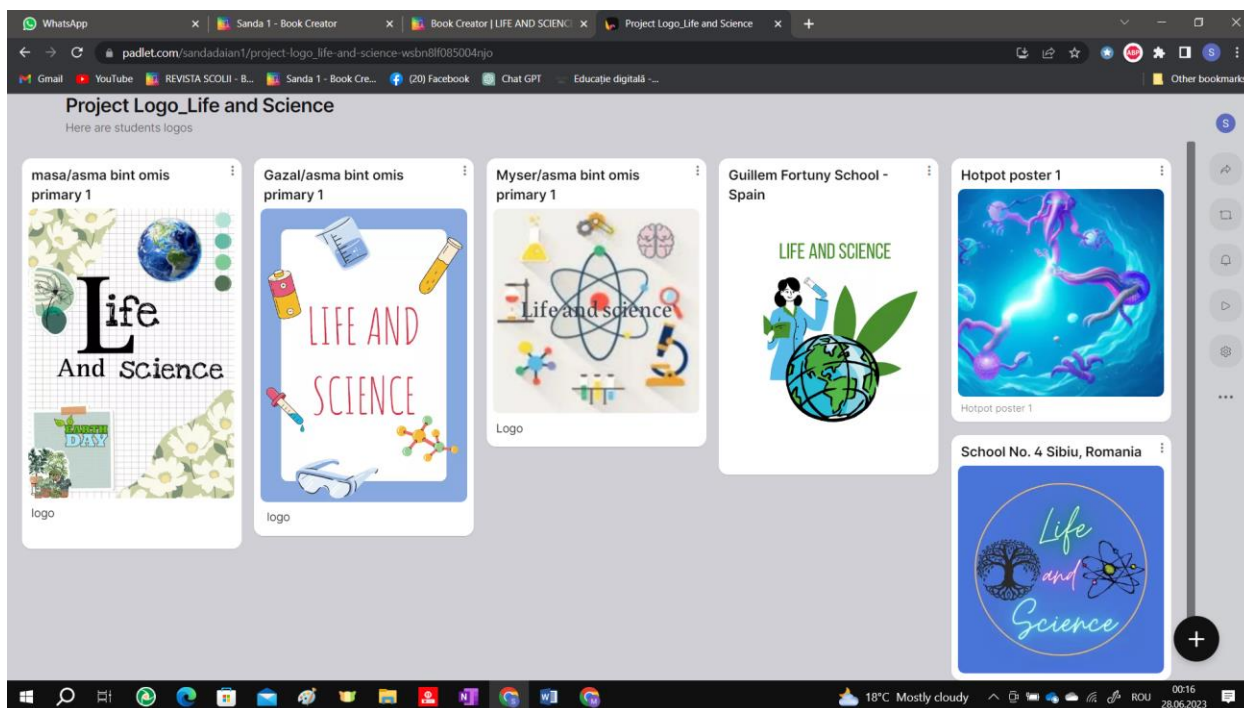 WhatsApp
Sanda 1 - Book Creator
Book Creator | LIFE AND SCIENC
Project Logo_Life and Science
padlet.com/sandadaian1/project-logo_life-and-science-wsbn8lf085004njo
ABP
S
Gmail
YouTube
REVISTA SCOLII - B...
Sanda 1 - Book Cre...
(20) Facebook
Chat GPT
Educație digitală -...
Other bookmarks
Project Logo_Life and Science
Here are students logos
S
masa/asma bint omis
primary 1
Life
And Science
EARTH
DAY
logo
Gazal/asma bint omis
primary 1
LIFE AND
SCIENCE
logo
Myser/asma bint omis
primary 1
Life and science
Logo
Guillem Fortuny School -
Spain
LIFE AND SCIENCE
Hotpot poster 1
Hotpot poster 1
School No. 4 Sibiu, Romania
Life
and
Science
18°C Mostly cloudy
ROU
00:16
28.06.2023